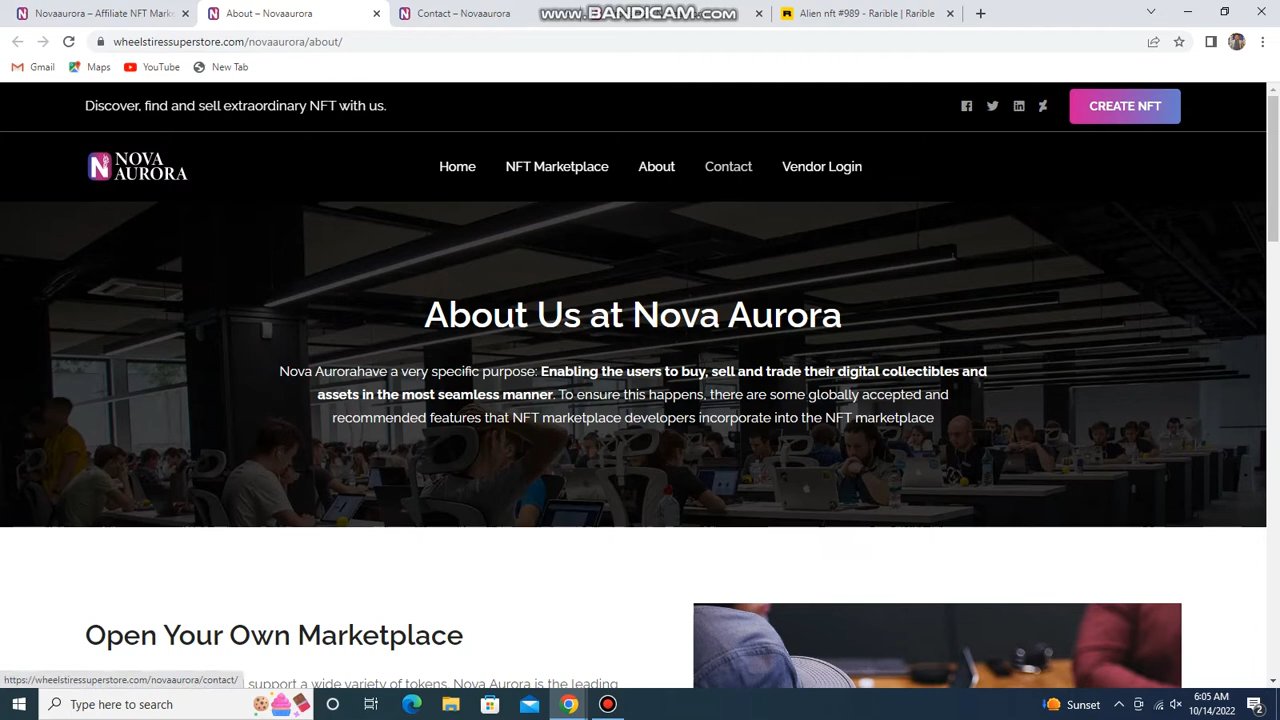 Novaaurora – Affiliate NFT Mark
About – Novaaurora
Contact – Novaaurora
www.BANDICAM.com
Alien nft #989 - Rarible | Rarible
wheelstiressuperstore.com/novaaurora/about/
Gmail
Maps
YouTube
New Tab
Discover, find and sell extraordinary NFT with us.
CREATE NFT
NOVA
AURORA
Home
NFT Marketplace
About
Contact
Vendor Login
About Us at Nova Aurora
Nova Aurorahave a very specific purpose: Enabling the users to buy, sell and trade their digital collectibles and
assets in the most seamless manner. To ensure this happens, there are some globally accepted and
recommended features that NFT marketplace developers incorporate into the NFT marketplace
Open Your Own Marketplace
support a wide variety of tokens. Nova Aurora is the leading
https://wheelstiressuperstore.com/novaaurora/contact/
Type here to search
Sunset
6:05 AM
10/14/2022
2